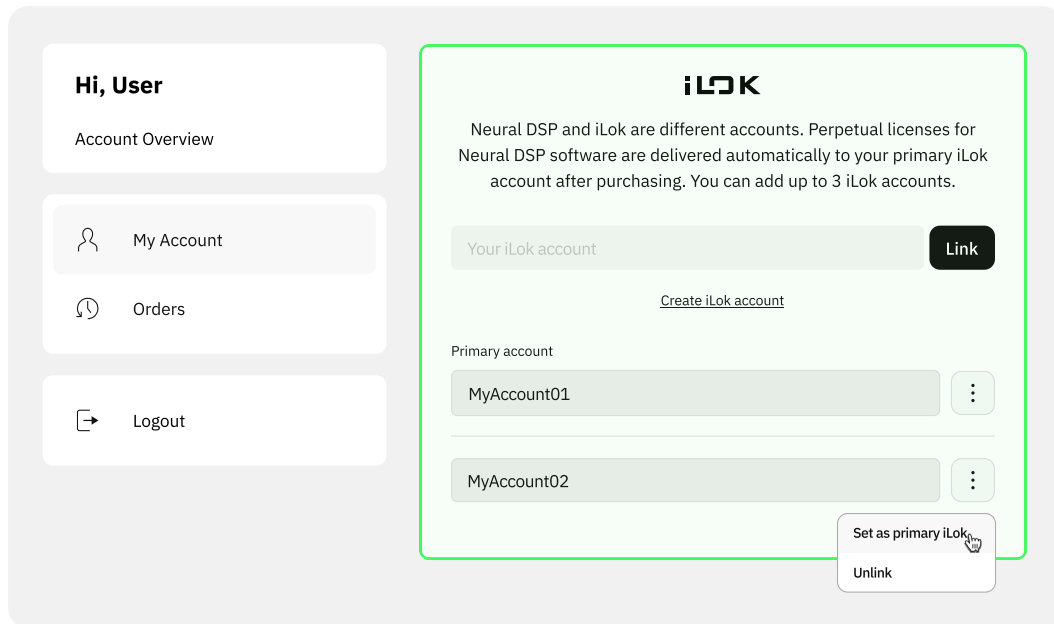 Hi, User
Account Overview
My Account
Orders
Logout
iLOK
Neural DSP and iLok are different accounts. Perpetual licenses for
Neural DSP software are delivered automatically to your primary iLok
account after purchasing. You can add up to 3 iLok accounts.
Your iLok account
Link
Create iLok account
Primary account
MyAccount01
MyAccount02
Set as primary iLok
Unlink